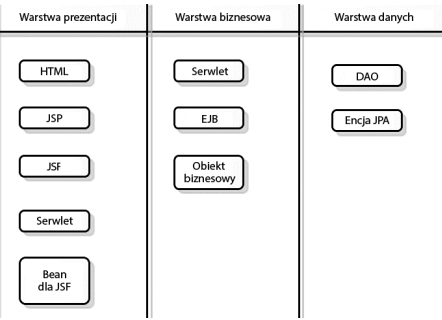 Warstwa prezentacji
Warstwa biznesowa
Warstwa danych
HTML
JSP
JSF
Serwlet
Bean
dla JSF
Serwlet
EJB
Obiekt
biznesowy
DAO
Encja JPA